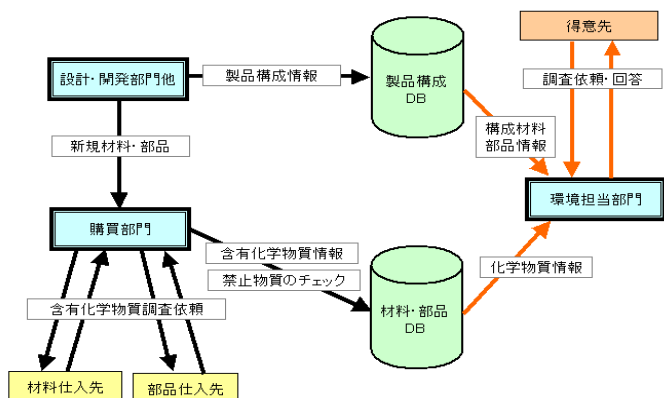 得意先
設計・開発部門他
製品構成情報
製品構成
DB
調査依頼・回答
構成材料
部品情報
新規材料・部品
環境担当部門
購買部門
含有化学物質情報
禁止物質のチェック
化学物質情報
含有化学物質調査依頼
材料・部品
DB
材料仕入先
部品仕入先